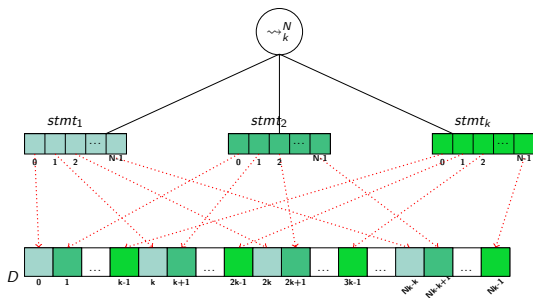 ⇝ᴺₖ
stmt₁ stmt₂ stmtₖ
... ... ...
0 1 2 N-1 0 1 2 N-1 0 1 2 N-1
D ... ... ... ... ...
0 1 k-1 k k+1 2k-1 2k 2k+1 3k-1 Nk-k Nk-k+1 Nk-1